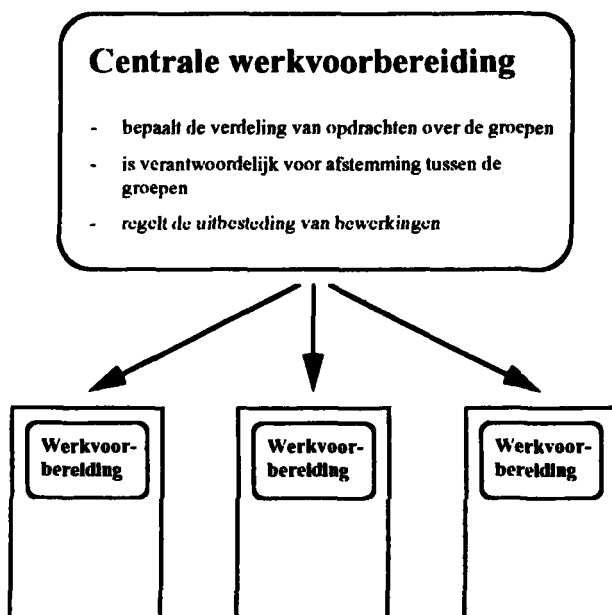 Centrale werkvoorbereiding
- bepaalt de verdeling van opdrachten over de groepen
- is verantwoordelijk voor afstemming tussen de
groepen
- regelt de uitbesteding van bewerkingen
Werkvoor-
bereiding
Werkvoor-
bereiding
Werkvoor-
bereiding